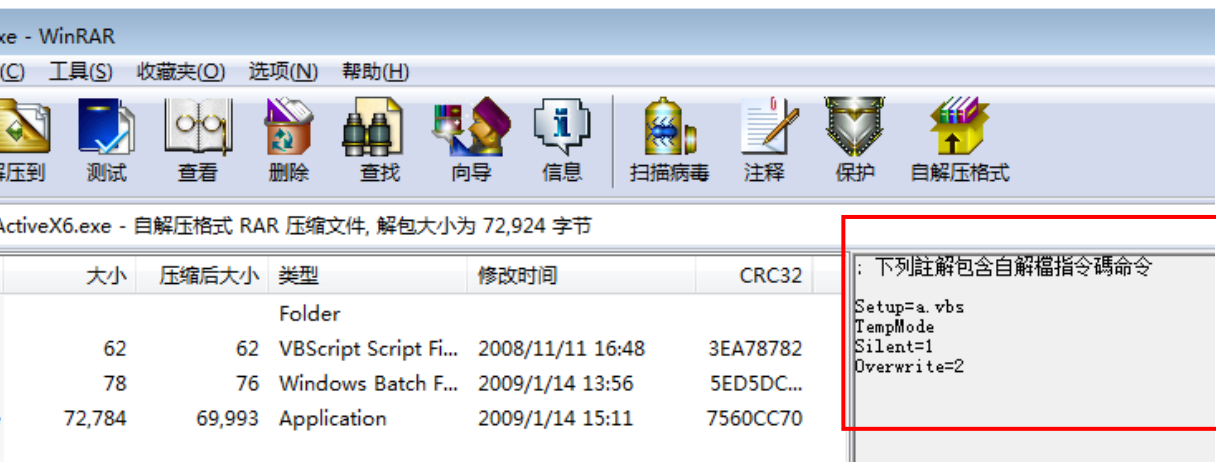 xe - WinRAR
(C) 工具(S) 收藏夹(O) 选项(N) 帮助(H)
解压到 测试 查看 删除 查找 向导 信息 扫描病毒 注释 保护 自解压格式
ActiveX6.exe - 自解压格式 RAR 压缩文件, 解包大小为 72,924 字节
大小 压缩后大小 类型 修改时间 CRC32
Folder
62 62 VBScript Script Fi... 2008/11/11 16:48 3EA78782
78 76 Windows Batch F... 2009/1/14 13:56 5ED5DC...
72,784 69,993 Application 2009/1/14 15:11 7560CC70
; 下列註解包含自解檔指令碼命令
Setup=a.vbs
TempMode
Silent=1
Overwrite=2